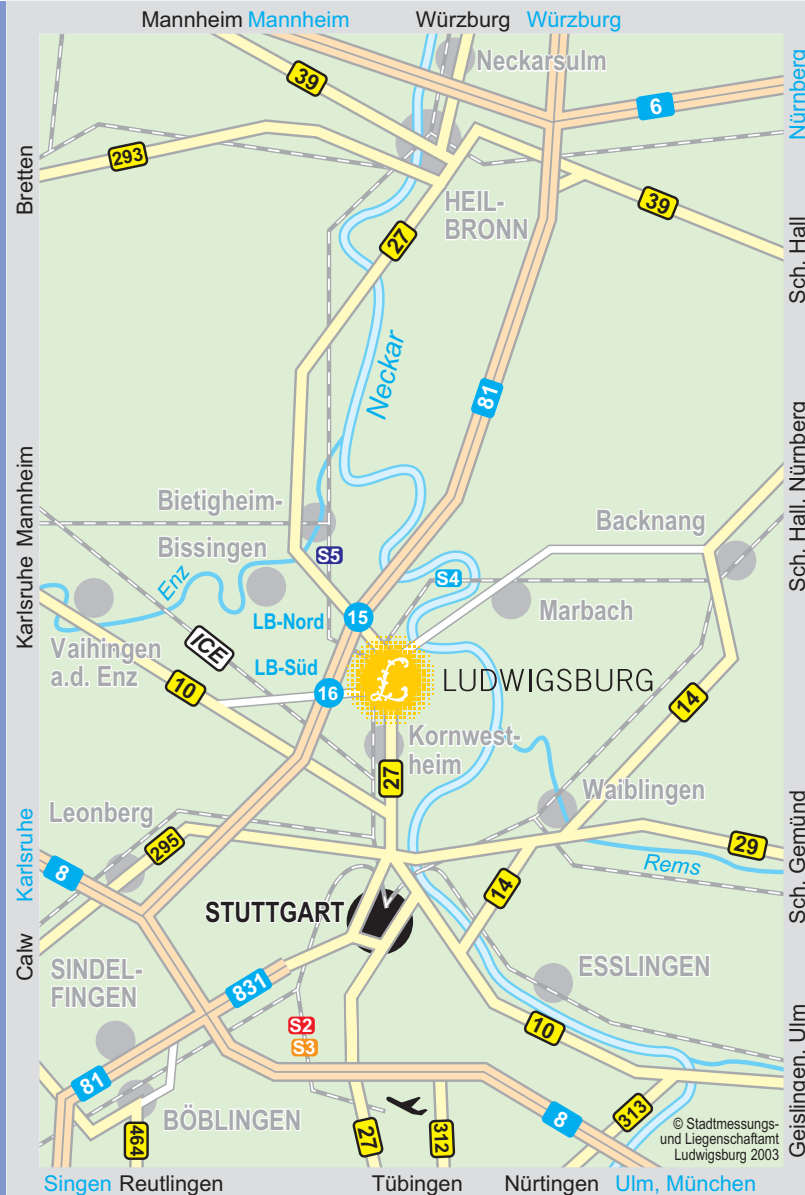 Mannheim Mannheim
Würzburg Würzburg
Neckarsulm
Nürnberg
39
6
293
Bretten
HEIL-
BRONN
39
Sch. Hall
27
Neckar
81
Karlsruhe Mannheim
Sch. Hall, Nürnberg
Bietigheim-
Bissingen
Backnang
S5
S4
Enz
Marbach
LB-Nord
15
ICE
Vaihingen
a.d. Enz
LB-Süd
16
10
L
LUDWIGSBURG
14
Kornwest-
heim
27
Waiblingen
Leonberg
295
29
Karlsruhe
8
Rems
Sch. Gemünd
14
STUTTGART
Calw
SINDEL-
FINGEN
831
ESSLINGEN
S2
S3
10
81
BÖBLINGEN
464
27
312
8
313
Geislingen, Ulm
© Stadtmessungs-
und Liegenschaftamt
Ludwigsburg 2003
Singen Reutlingen
Tübingen
Nürtingen Ulm, München